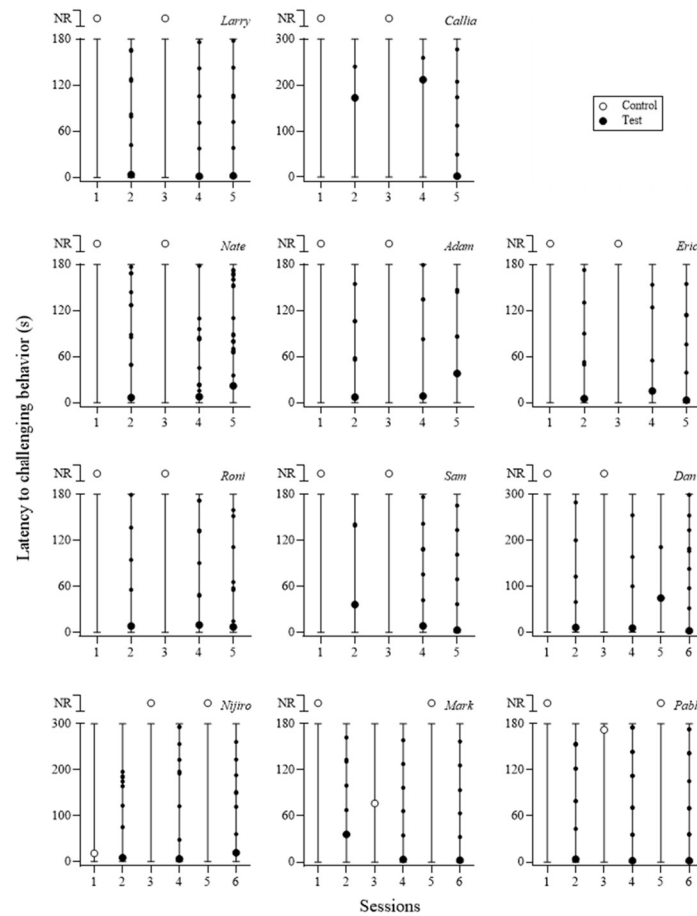 NR Larry
180
120
60
0
1 2 3 4 5
NR Callia
300
200
100
0
1 2 3 4 5
Control
Test
NR Nate
180
120
60
0
1 2 3 4 5
NR Adam
180
120
60
0
1 2 3 4 5
NR Eric
180
120
60
0
1 2 3 4 5
Latency to challenging behavior (s)
NR Roni
180
120
60
0
1 2 3 4 5
NR Sam
180
120
60
0
1 2 3 4 5
NR Dan
300
200
100
0
1 2 3 4 5 6
NR Nijiro
300
200
100
0
1 2 3 4 5 6
NR Mark
180
120
60
0
1 2 3 4 5 6
NR Pabl
180
120
60
0
1 2 3 4 5 6
Sessions